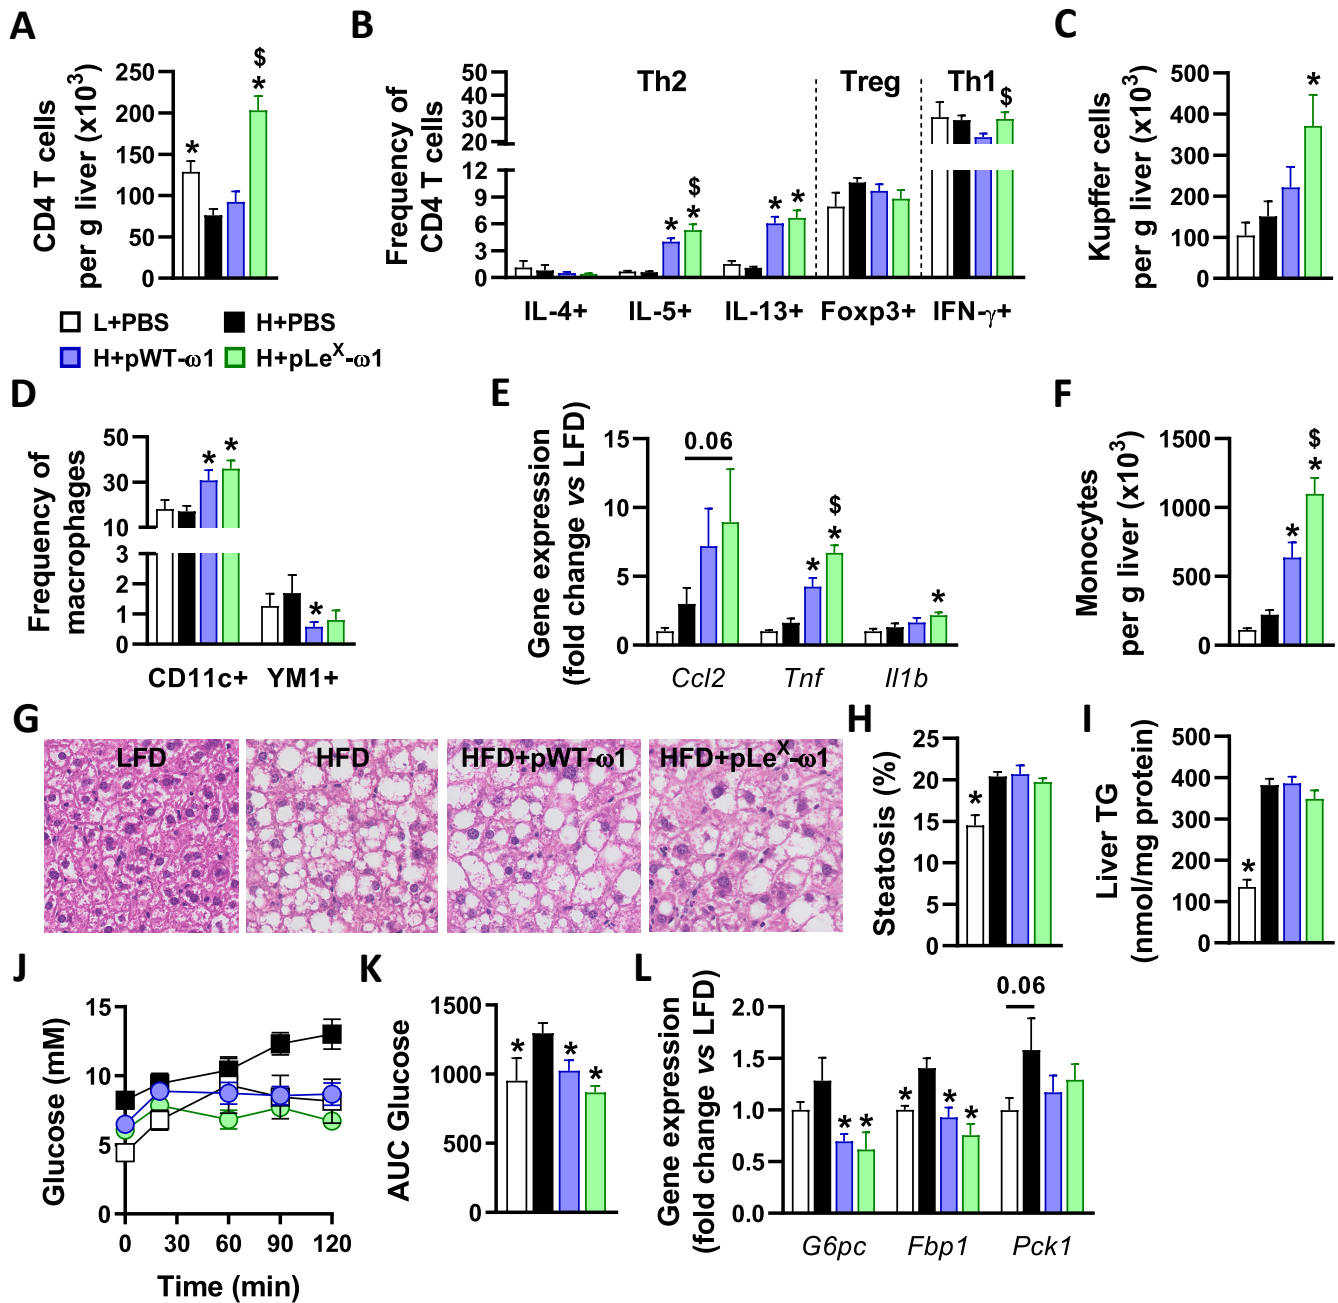 A
CD4 T cells
per g liver (x10³)
250
200
150
100
50
0
*
$
*
B
Frequency of
CD4 T cells
50
40
30
20
12
9
6
3
0
Th2
Treg
Th1
*
$
*
*
*
$
IL-4+
IL-5+
IL-13+
Foxp3+
IFN-γ+
C
Kupffer cells
per g liver (x10³)
500
400
300
200
100
0
*
L+PBS
H+PBS
H+pWT-ω1
H+pLeˣ-ω1
D
Frequency of
macrophages
50
30
10
3
2
1
0
*
*
*
CD11c+
YM1+
E
Gene expression
(fold change vs LFD)
15
10
5
0
0.06
*
$
*
*
Ccl2
Tnf
Il1b
F
Monocytes
per g liver (x10³)
1500
1000
500
0
*
$
*
G
LFD
HFD
HFD+pWT-ω1
HFD+pLeˣ-ω1
H
Steatosis (%)
25
20
15
10
5
0
*
I
Liver TG
(nmol/mg protein)
500
400
300
200
100
0
*
J
Glucose (mM)
15
10
5
0
0
30
60
90
120
Time (min)
K
AUC Glucose
1500
1000
500
0
*
*
*
L
Gene expression
(fold change vs LFD)
2.0
1.5
1.0
0.5
0.0
*
*
*
*
*
0.06
G6pc
Fbp1
Pck1